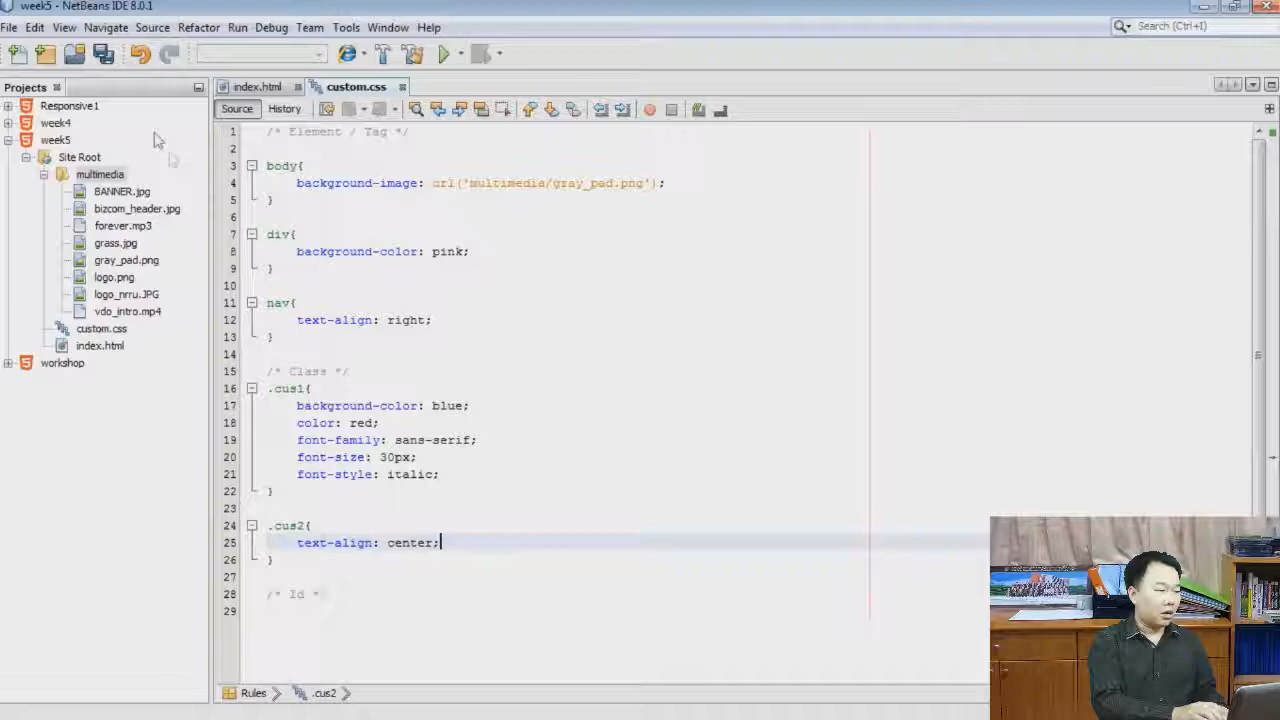 week5 - NetBeans IDE 8.0.1
File Edit View Navigate Source Refactor Run Debug Team Tools Window Help
Search (Ctrl+I)
Projects
index.html
custom.css
Source
History
Responsive1
week4
week5
Site Root
multimedia
BANNER.jpg
bizcom_header.jpg
forever.mp3
grass.jpg
gray_pad.png
logo.png
logo_nrru.JPG
vdo_intro.mp4
custom.css
index.html
workshop
1 /* Element / Tag */
2
3 body{
4 background-image: url('multimedia/gray_pad.png');
5 }
6
7 div{
8 background-color: pink;
9 }
10
11 nav{
12 text-align: right;
13 }
14
15 /* Class */
16 .cus1{
17 background-color: blue;
18 color: red;
19 font-family: sans-serif;
20 font-size: 30px;
21 font-style: italic;
22 }
23
24 .cus2{
25 text-align: center;
26 }
27
28 /* Id *
29
Rules
.cus2